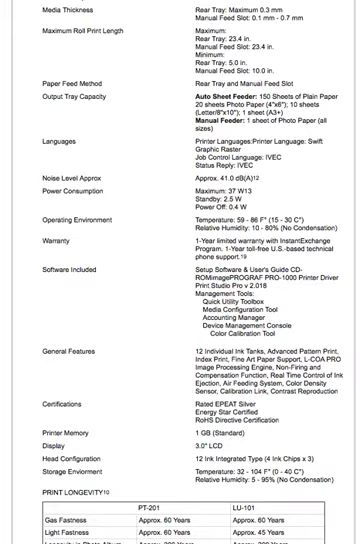 Media Thickness Rear Tray: Maximum 0.3 mm
Manual Feed Slot: 0.1 mm - 0.7 mm
Maximum Roll Print Length Maximum:
Rear Tray: 23.4 in.
Manual Feed Slot: 23.4 in.
Minimum:
Rear Tray: 5.0 in.
Manual Feed Slot: 10.0 in.
Paper Feed Method Rear Tray and Manual Feed Slot
Output Tray Capacity Auto Sheet Feeder: 150 Sheets of Plain Paper
20 sheets Photo Paper (4"x6"); 10 sheets
(Letter/8"x10"); 1 sheet (A3+)
Manual Feeder: 1 sheet of Photo Paper (all
sizes)
Languages Printer Languages:Printer Language: Swift
Graphic Raster
Job Control Language: IVEC
Status Reply: IVEC
Noise Level Approx Approx. 41.0 dB(A)12
Power Consumption Maximum: 37 W13
Standby: 2.5 W
Power Off: 0.4 W
Operating Environment Temperature: 59 - 86 F° (15 - 30 C°)
Relative Humidity: 10 - 80% (No Condensation)
Warranty 1-Year limited warranty with InstantExchange
Program. 1-Year toll-free U.S.-based technical
phone support.19
Software Included Setup Software & User's Guide CD-
ROMimagePROGRAF PRO-1000 Printer Driver
Print Studio Pro v 2.018
Management Tools:
Quick Utility Toolbox
Media Configuration Tool
Accounting Manager
Device Management Console
Color Calibration Tool
General Features 12 Individual Ink Tanks, Advanced Pattern Print,
Index Print, Fine Art Paper Support, L-COA PRO
Image Processing Engine, Non-Firing and
Compensation Function, Real Time Control of Ink
Ejection, Air Feeding System, Color Density
Sensor, Calibration Link, Contrast Reproduction
Certifications Rated EPEAT Silver
Energy Star Certified
RoHS Directive Certification
Printer Memory 1 GB (Standard)
Display 3.0" LCD
Head Configuration 12 Ink Integrated Type (4 Ink Chips x 3)
Storage Enviorment Temperature: 32 - 104 F° (0 - 40 C°)
Relative Humidity: 5 - 95% (No Condensation)
PRINT LONGEVITY10
PT-201 LU-101
Gas Fastness Approx. 60 Years Approx. 60 Years
Light Fastness Approx. 60 Years Approx. 45 Years